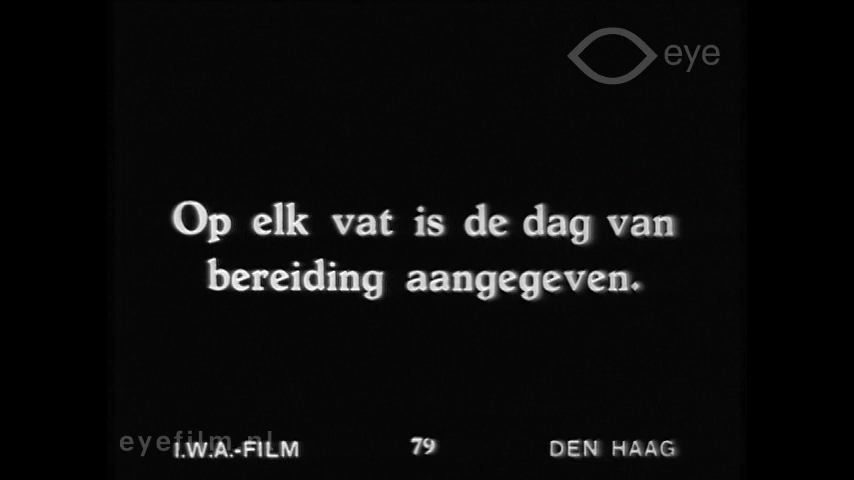 eye
Op elk vat is de dag van
bereiding aangegeven.
eyefilm.nl
I.W.A.-FILM 79 DEN HAAG